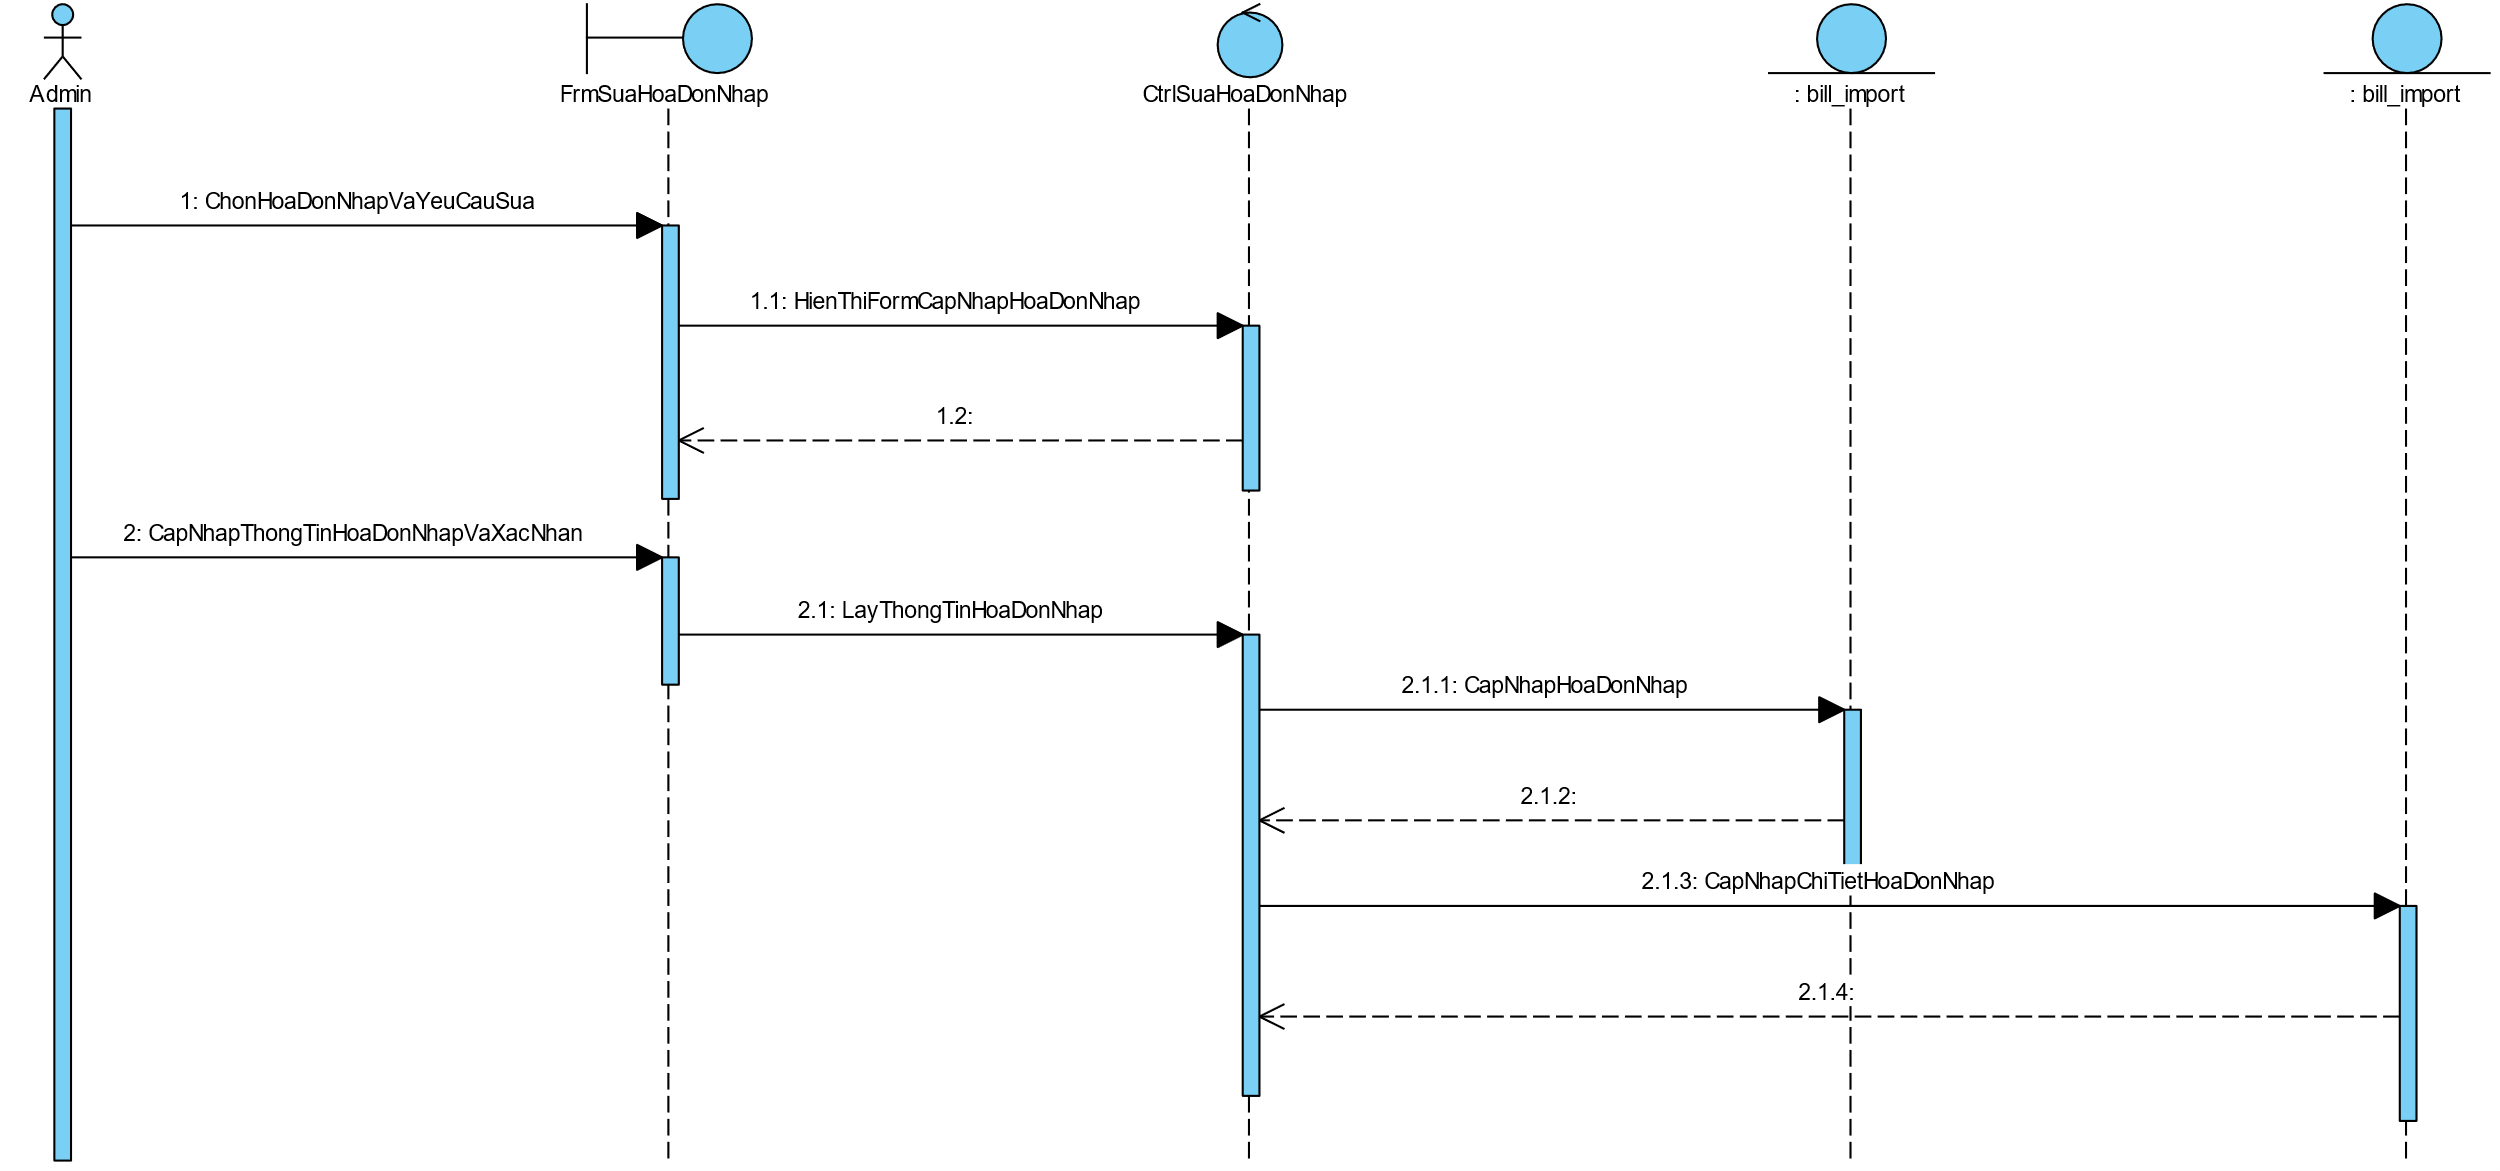 Admin
FrmSuaHoaDonNhap
CtrlSuaHoaDonNhap
: bill_import
: bill_import
1: ChonHoaDonNhapVaYeuCauSua
1.1: HienThiFormCapNhapHoaDonNhap
1.2:
2: CapNhapThongTinHoaDonNhapVaXacNhan
2.1: LayThongTinHoaDonNhap
2.1.1: CapNhapHoaDonNhap
2.1.2:
2.1.3: CapNhapChiTietHoaDonNhap
2.1.4: